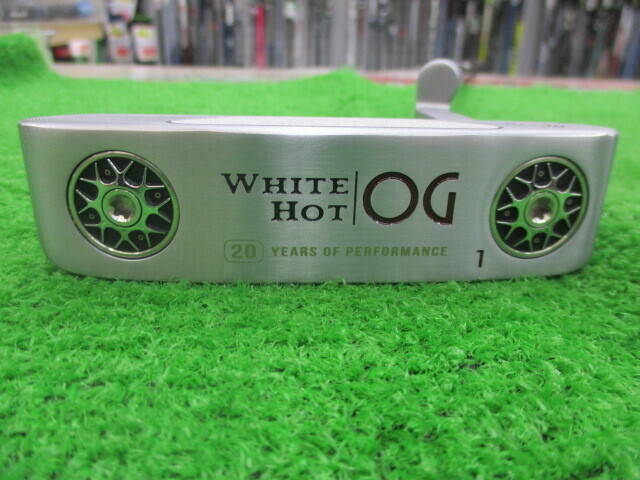 WHITE HOT OG
20 YEARS OF PERFORMANCE
1